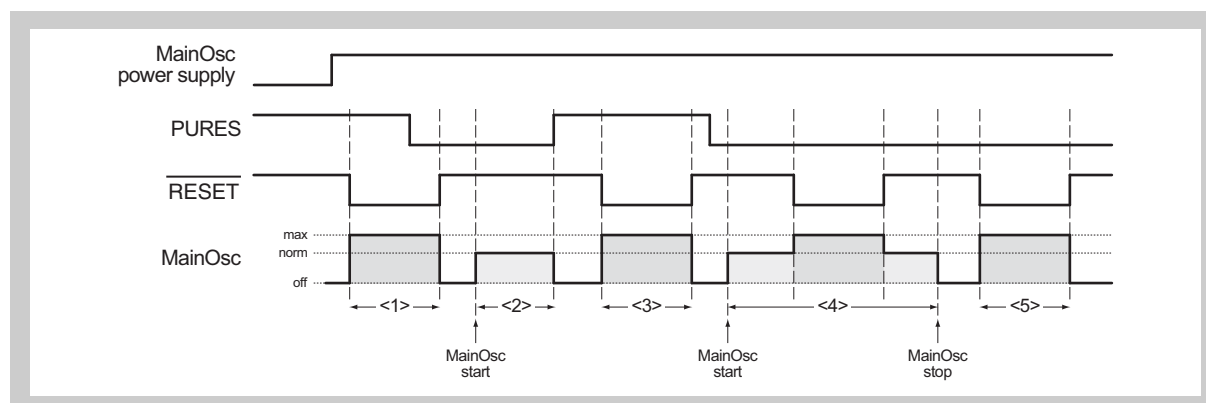 MainOsc
power supply
PURES
RESET
MainOsc
max
norm
off
<1>
<2>
<3>
<4>
<5>
MainOsc
start
MainOsc
start
MainOsc
stop